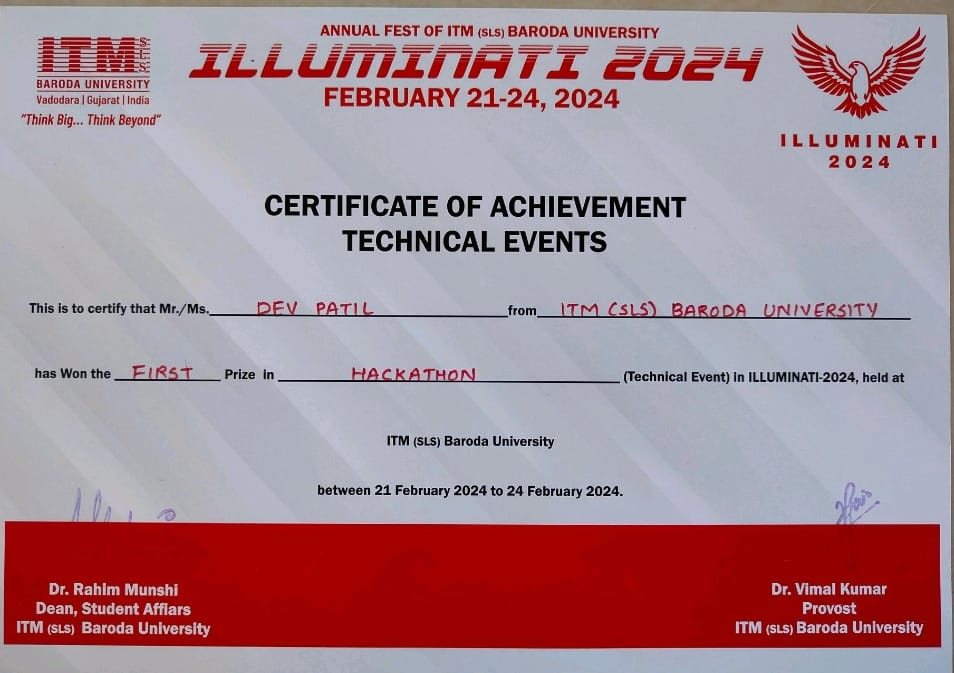 ITM SLS
BARODA UNIVERSITY
Vadodara | Gujarat | India
"Think Big... Think Beyond"
ANNUAL FEST OF ITM (SLS) BARODA UNIVERSITY
ILLUMINATI 2024
FEBRUARY 21-24, 2024
ILLUMINATI
2024
CERTIFICATE OF ACHIEVEMENT
TECHNICAL EVENTS
This is to certify that Mr./Ms. DEV PATIL from ITM (SLS) BARODA UNIVERSITY
has Won the FIRST Prize in HACKATHON (Technical Event) in ILLUMINATI-2024, held at
ITM (SLS) Baroda University
between 21 February 2024 to 24 February 2024.
Dr. Rahim Munshi
Dean, Student Affiars
ITM (SLS) Baroda University
Dr. Vimal Kumar
Provost
ITM (SLS) Baroda University